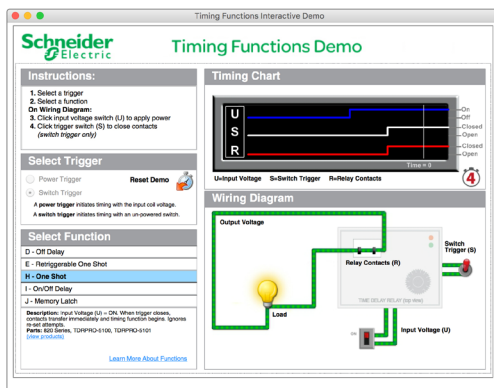 Timing Functions Interactive Demo
Schneider
Electric
Timing Functions Demo
Instructions:
1. Select a trigger
2. Select a function
On Wiring Diagram:
3. Click input voltage switch (U) to apply power
4. Click trigger switch (S) to close contacts
(switch trigger only)
Select Trigger
Power Trigger
Reset Demo
Switch Trigger
A power trigger initiates timing with the input coil voltage.
A switch trigger initiates timing with an un-powered switch.
Select Function
D - Off Delay
E - Retriggerable One Shot
H - One Shot
I - On/Off Delay
J - Memory Latch
Description: Input Voltage (U) = ON. When trigger closes,
contacts transfer immediately and timing function begins. Ignores
re-set attempts.
Parts: 820 Series, TDRPRO-5100, TDRPRO-5101
(view products)
Learn More About Functions
Timing Chart
U
S
R
On
Off
Closed
Open
Closed
Open
Time = 0
U=Input Voltage S=Switch Trigger R=Relay Contacts
4
Wiring Diagram
Output Voltage
Switch
Trigger (S)
Relay Contacts (R)
Load
TIME DELAY RELAY (top view)
ON
Input Voltage (U)